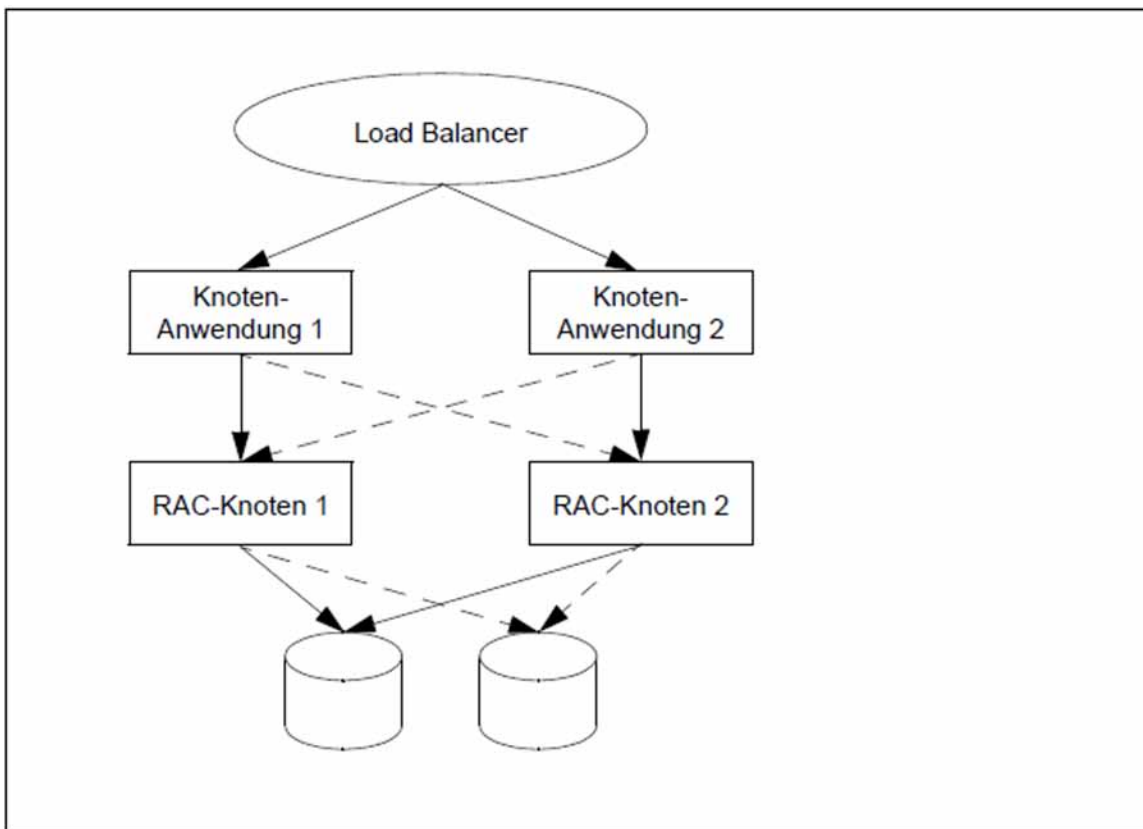 Load Balancer
Knoten-
Anwendung 1
Knoten-
Anwendung 2
RAC-Knoten 1
RAC-Knoten 2